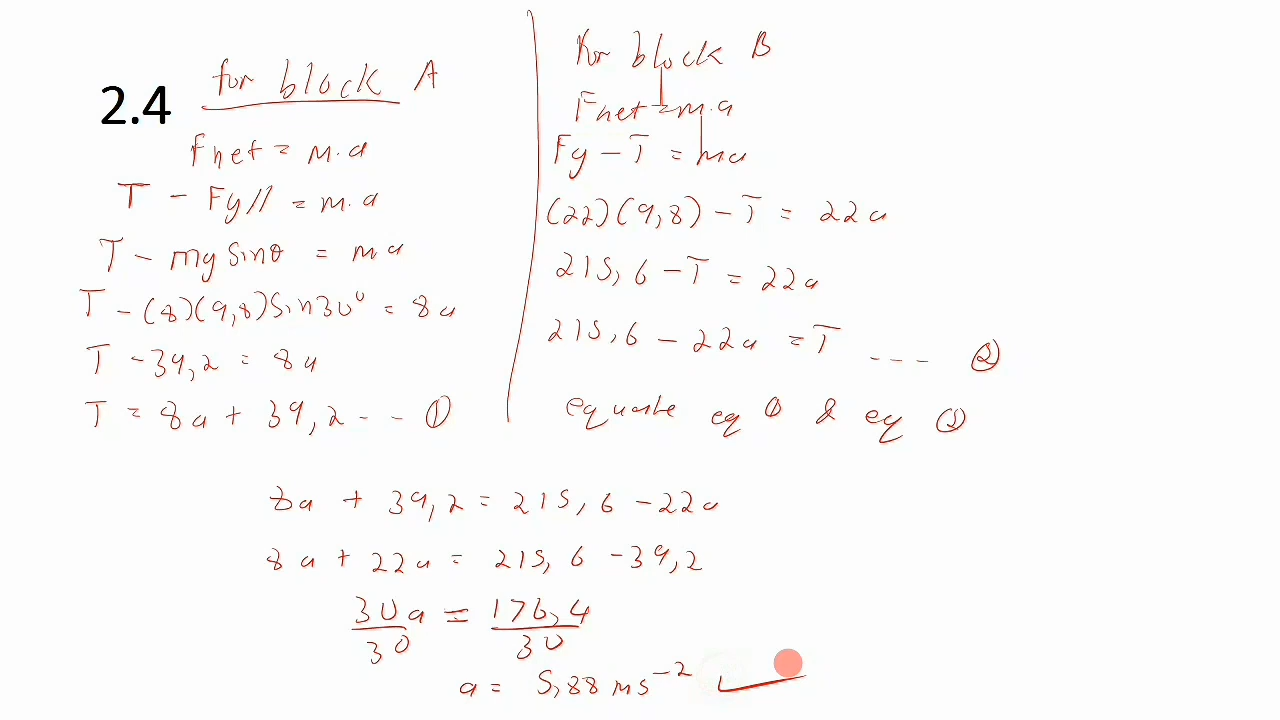 2.4
for block A
Fnet = m.a
T - Fg// = m.a
T - mg sinθ = ma
T - (8)(9,8) Sin30° = 8a
T - 39,2 = 8a
T = 8a + 39,2 -- ①
For block B
Fnet = m.a
Fg - T = ma
(22)(9,8) - T = 22a
215,6 - T = 22a
215,6 - 22a = T --- ②
equate eq ① & eq ②
8a + 39,2 = 215,6 - 22a
8a + 22a = 215,6 - 39,2
30a = 176,4
30 30
a = 5,88 ms⁻²